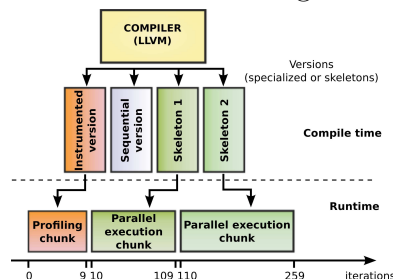 COMPILER
(LLVM)
Versions
(specialized or skeletons)
Instrumented
version
Sequential
version
Skeleton 1
Skeleton 2
Compile time
Runtime
Profiling
chunk
Parallel
execution
chunk
Parallel execution
chunk
0 9 10 109 110 259 iterations